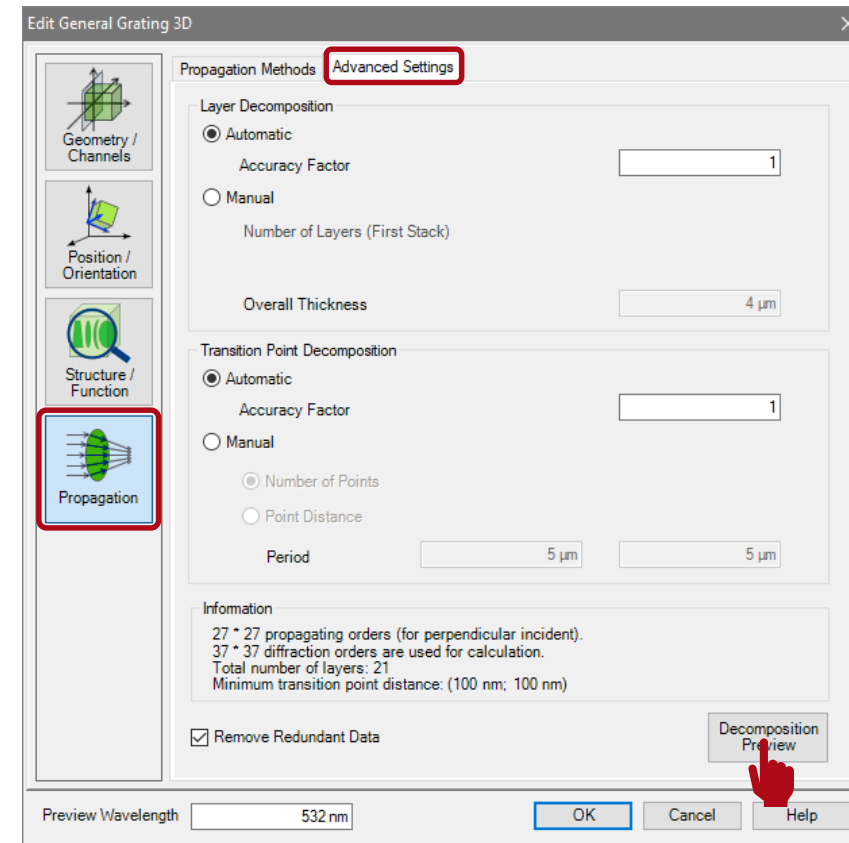 Edit General Grating 3D
Geometry /
Channels
Position /
Orientation
Structure /
Function
Propagation
Propagation Methods Advanced Settings
Layer Decomposition
Automatic
Accuracy Factor 1
Manual
Number of Layers (First Stack)
Overall Thickness 4 µm
Transition Point Decomposition
Automatic
Accuracy Factor 1
Manual
Number of Points
Point Distance
Period 5 µm 5 µm
Information
27 * 27 propagating orders (for perpendicular incident).
37 * 37 diffraction orders are used for calculation.
Total number of layers: 21
Minimum transition point distance: (100 nm; 100 nm)
Remove Redundant Data
Decomposition
Preview
Preview Wavelength 532 nm OK Cancel Help